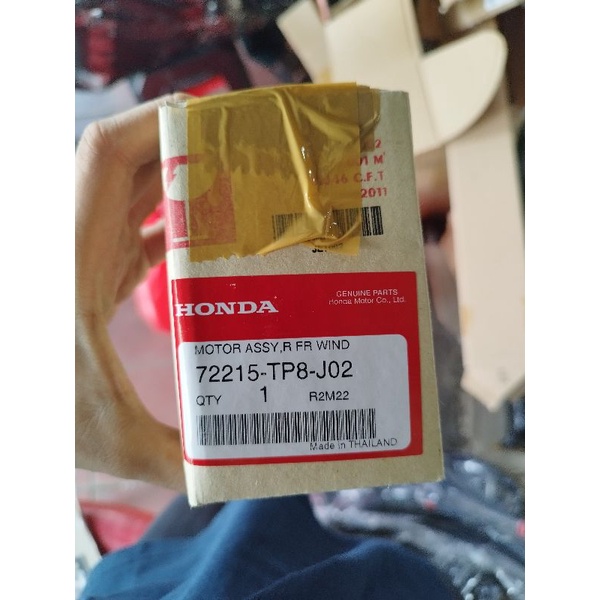 C.F.T
2011
HONDA
GENUINE PARTS
Honda Motor Co., Ltd.
MOTOR ASSY,R FR WIND
72215-TP8-J02
QTY 1 R2M22
Made in THAILAND